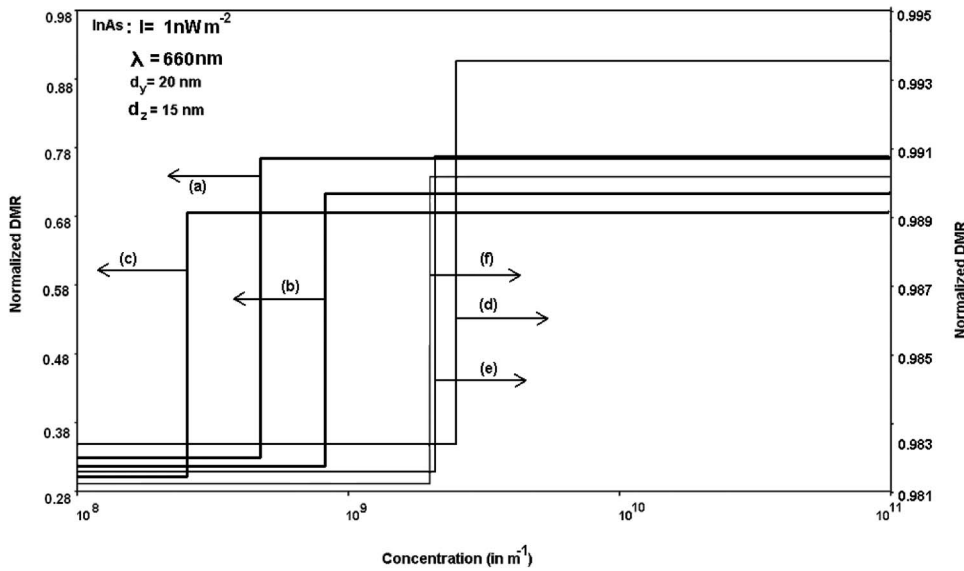 InAs : I= 1nWm-2
λ = 660nm
dy= 20 nm
dz = 15 nm
Normalized DMR
0.98
0.88
0.78
0.68
0.58
0.48
0.38
0.28
0.995
0.993
0.991
0.989
0.987
0.985
0.983
0.981
Normalized DMR
(a)
(c)
(b)
(f)
(d)
(e)
10^8
10^9
10^10
10^11
Concentration (in m-1)